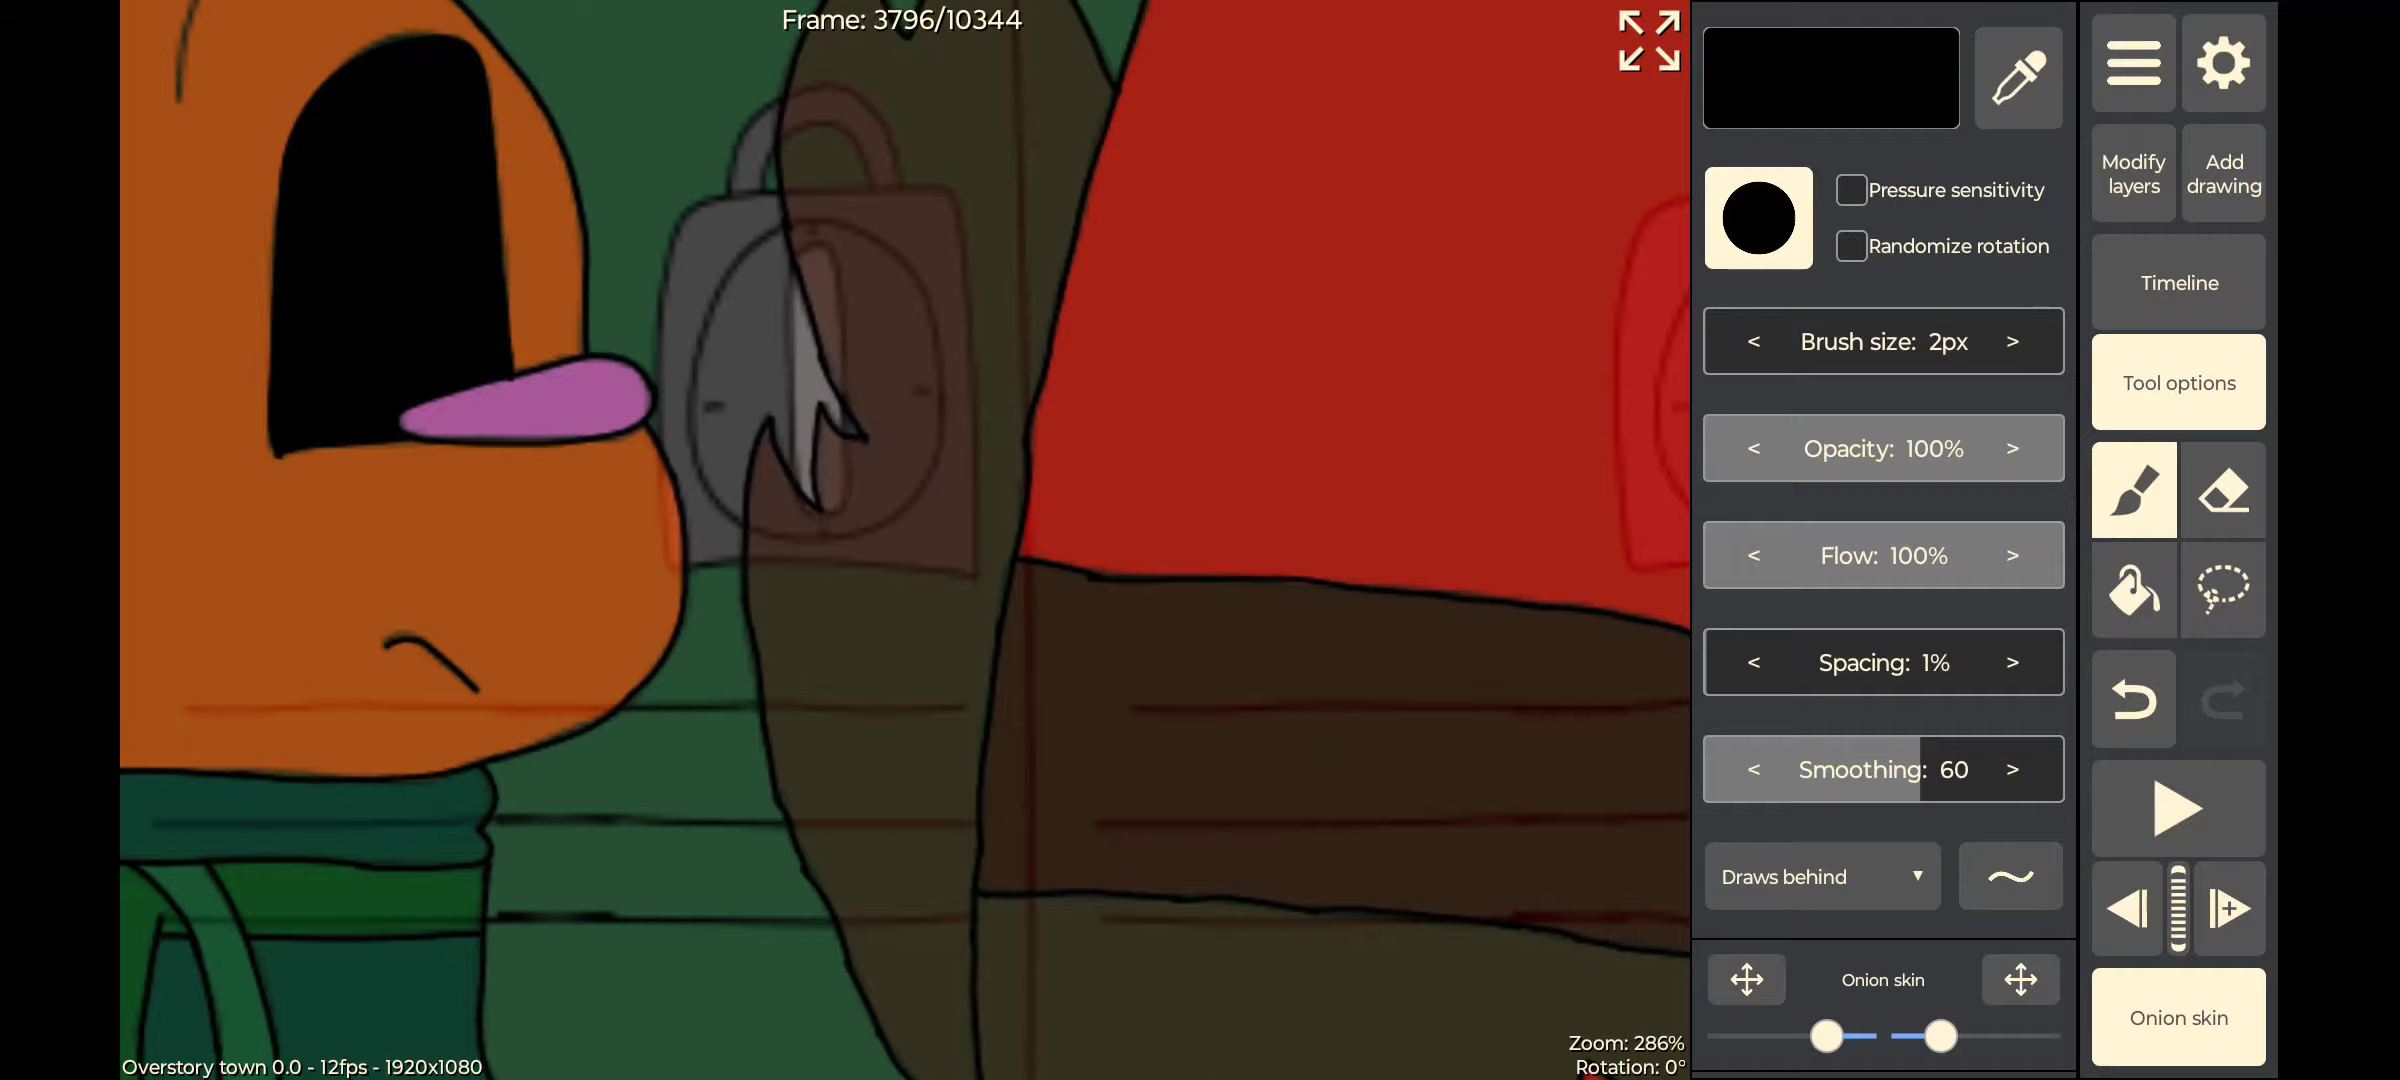 Frame: 3796/10344
Modify layers
Add drawing
Pressure sensitivity
Randomize rotation
Timeline
< Brush size: 2px >
Tool options
< Opacity: 100% >
< Flow: 100% >
< Spacing: 1% >
< Smoothing: 60 >
Draws behind
Onion skin
Onion skin
Zoom: 286%
Rotation: 0°
Overstory town 0.0 - 12fps - 1920x1080